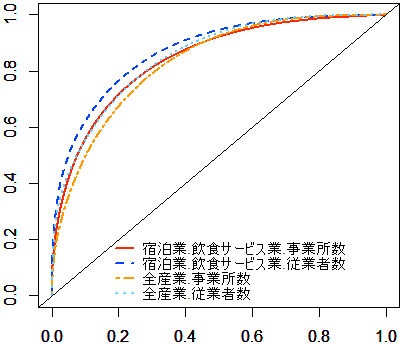 1.0
0.8
0.6
0.4
0.2
0.0
宿泊業.飲食サービス業.事業所数
宿泊業.飲食サービス業.従業者数
全産業.事業所数
全産業.従業者数
0.0 0.2 0.4 0.6 0.8 1.0